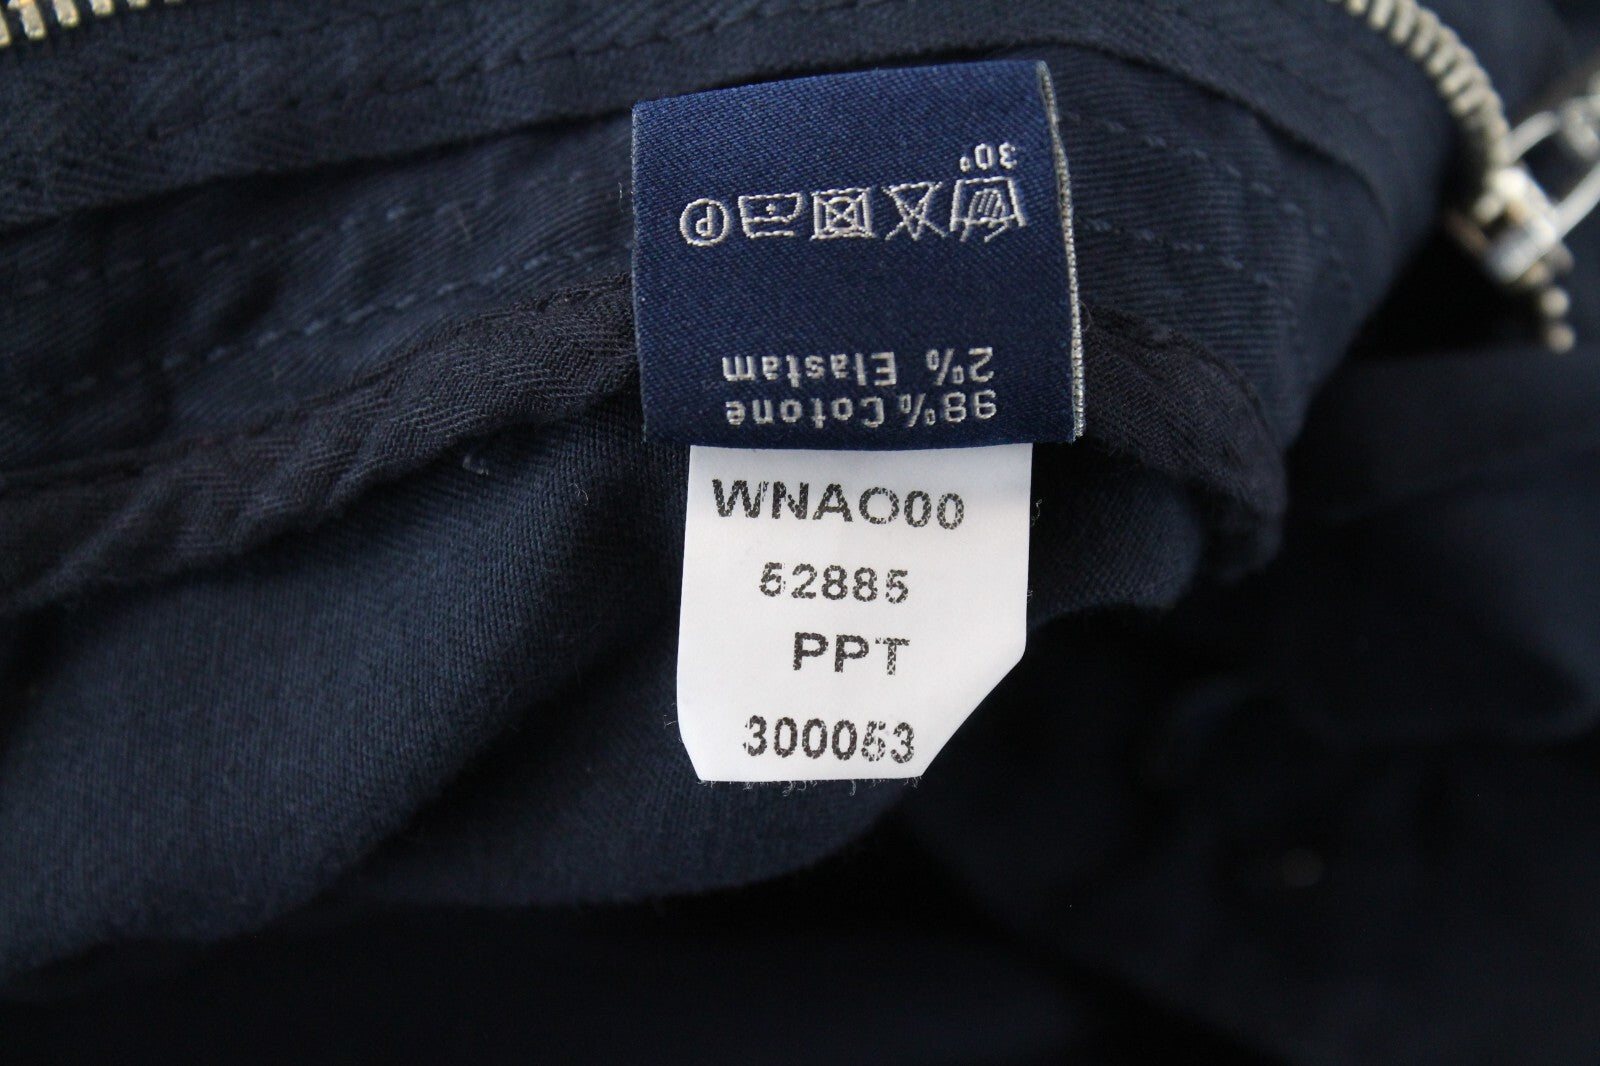 98% Cotone
2% Elastam
30°
P
WNAO00
52885
PPT
300053